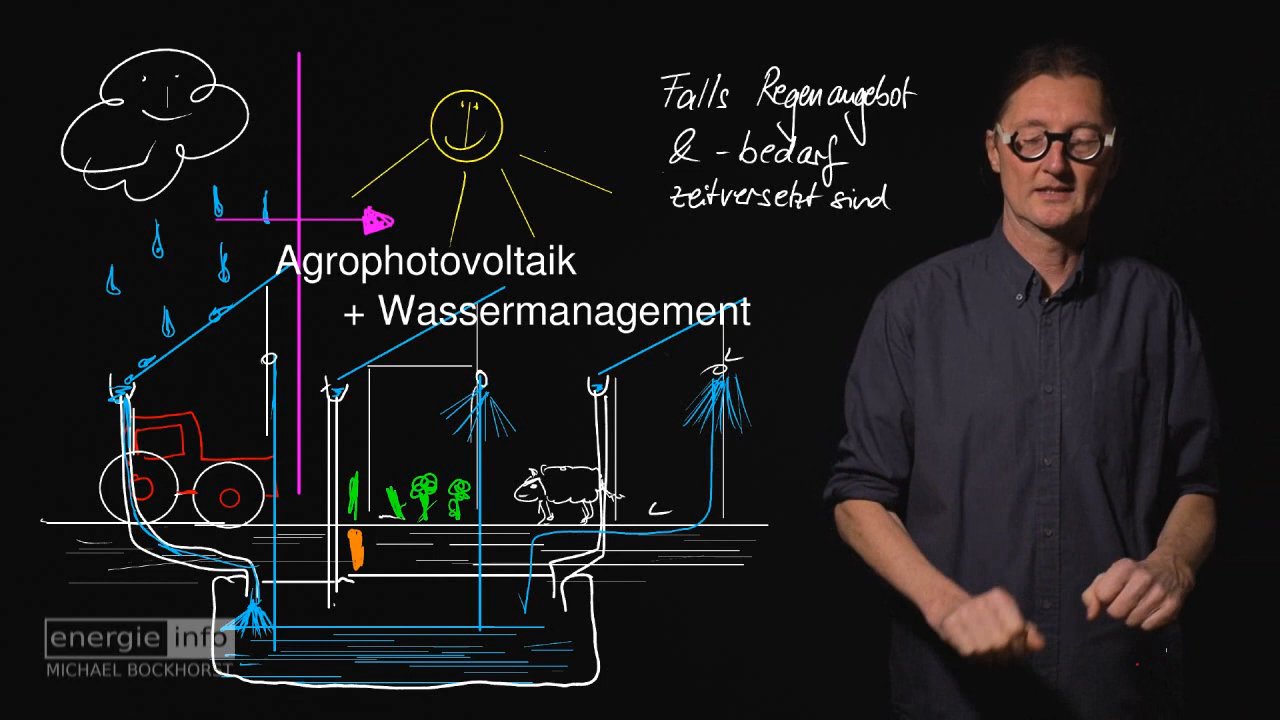 Falls Regenangebot
& -bedarf
zeitversetzt sind
Agrophotovoltaik
+ Wassermanagement
energie info
MICHAEL BOCKHORST